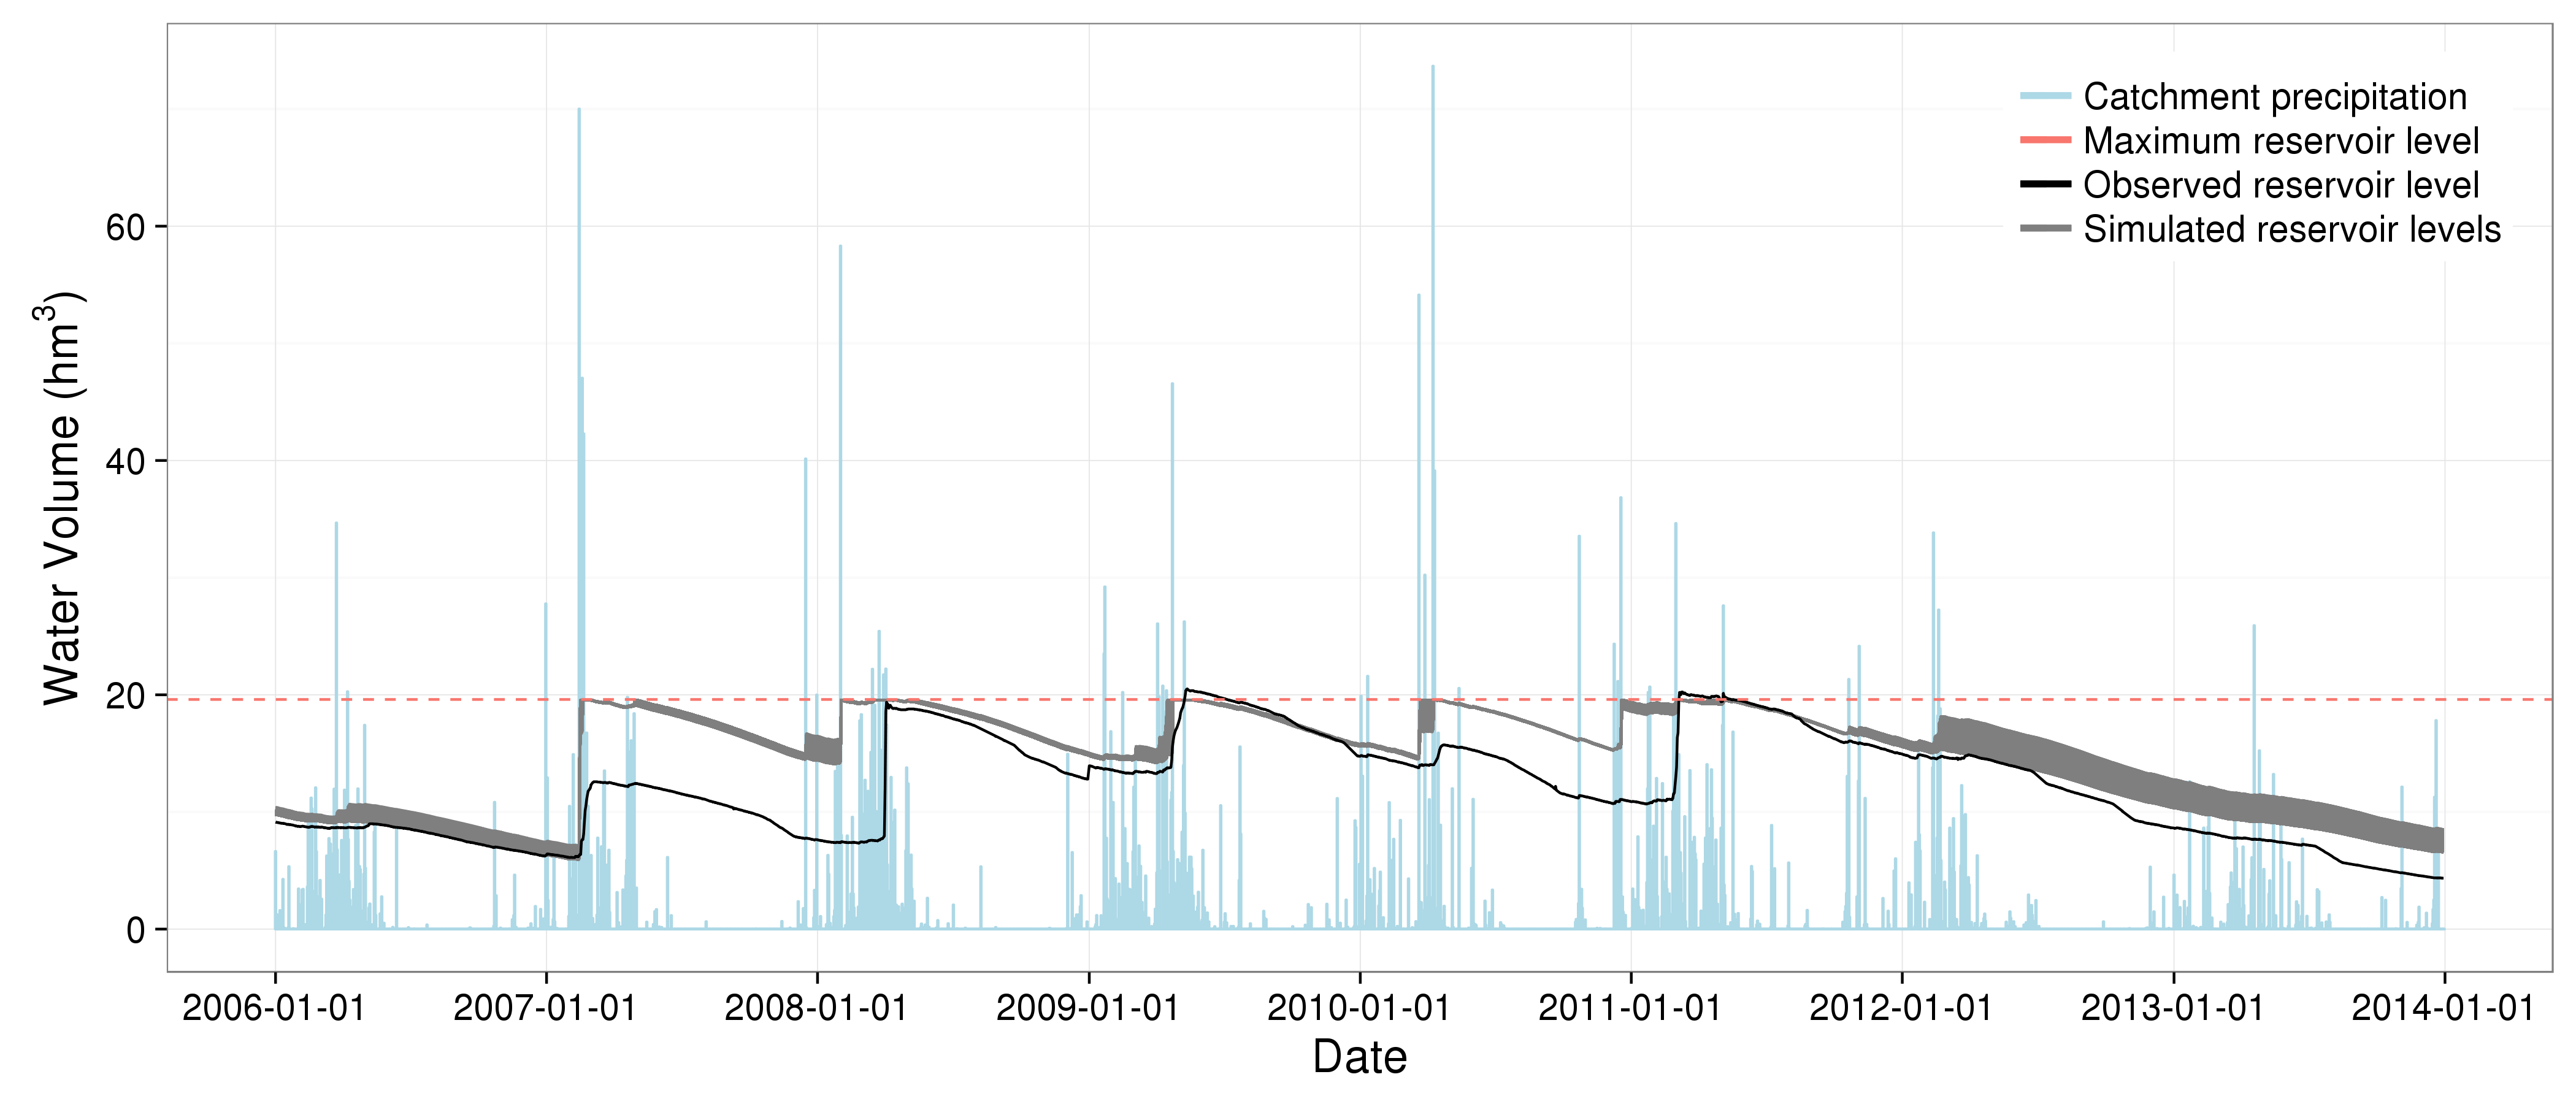 Catchment precipitation
Maximum reservoir level
Observed reservoir level
Simulated reservoir levels
Water Volume (hm³)
60
40
20
0
2006-01-01 2007-01-01 2008-01-01 2009-01-01 2010-01-01 2011-01-01 2012-01-01 2013-01-01 2014-01-01
Date